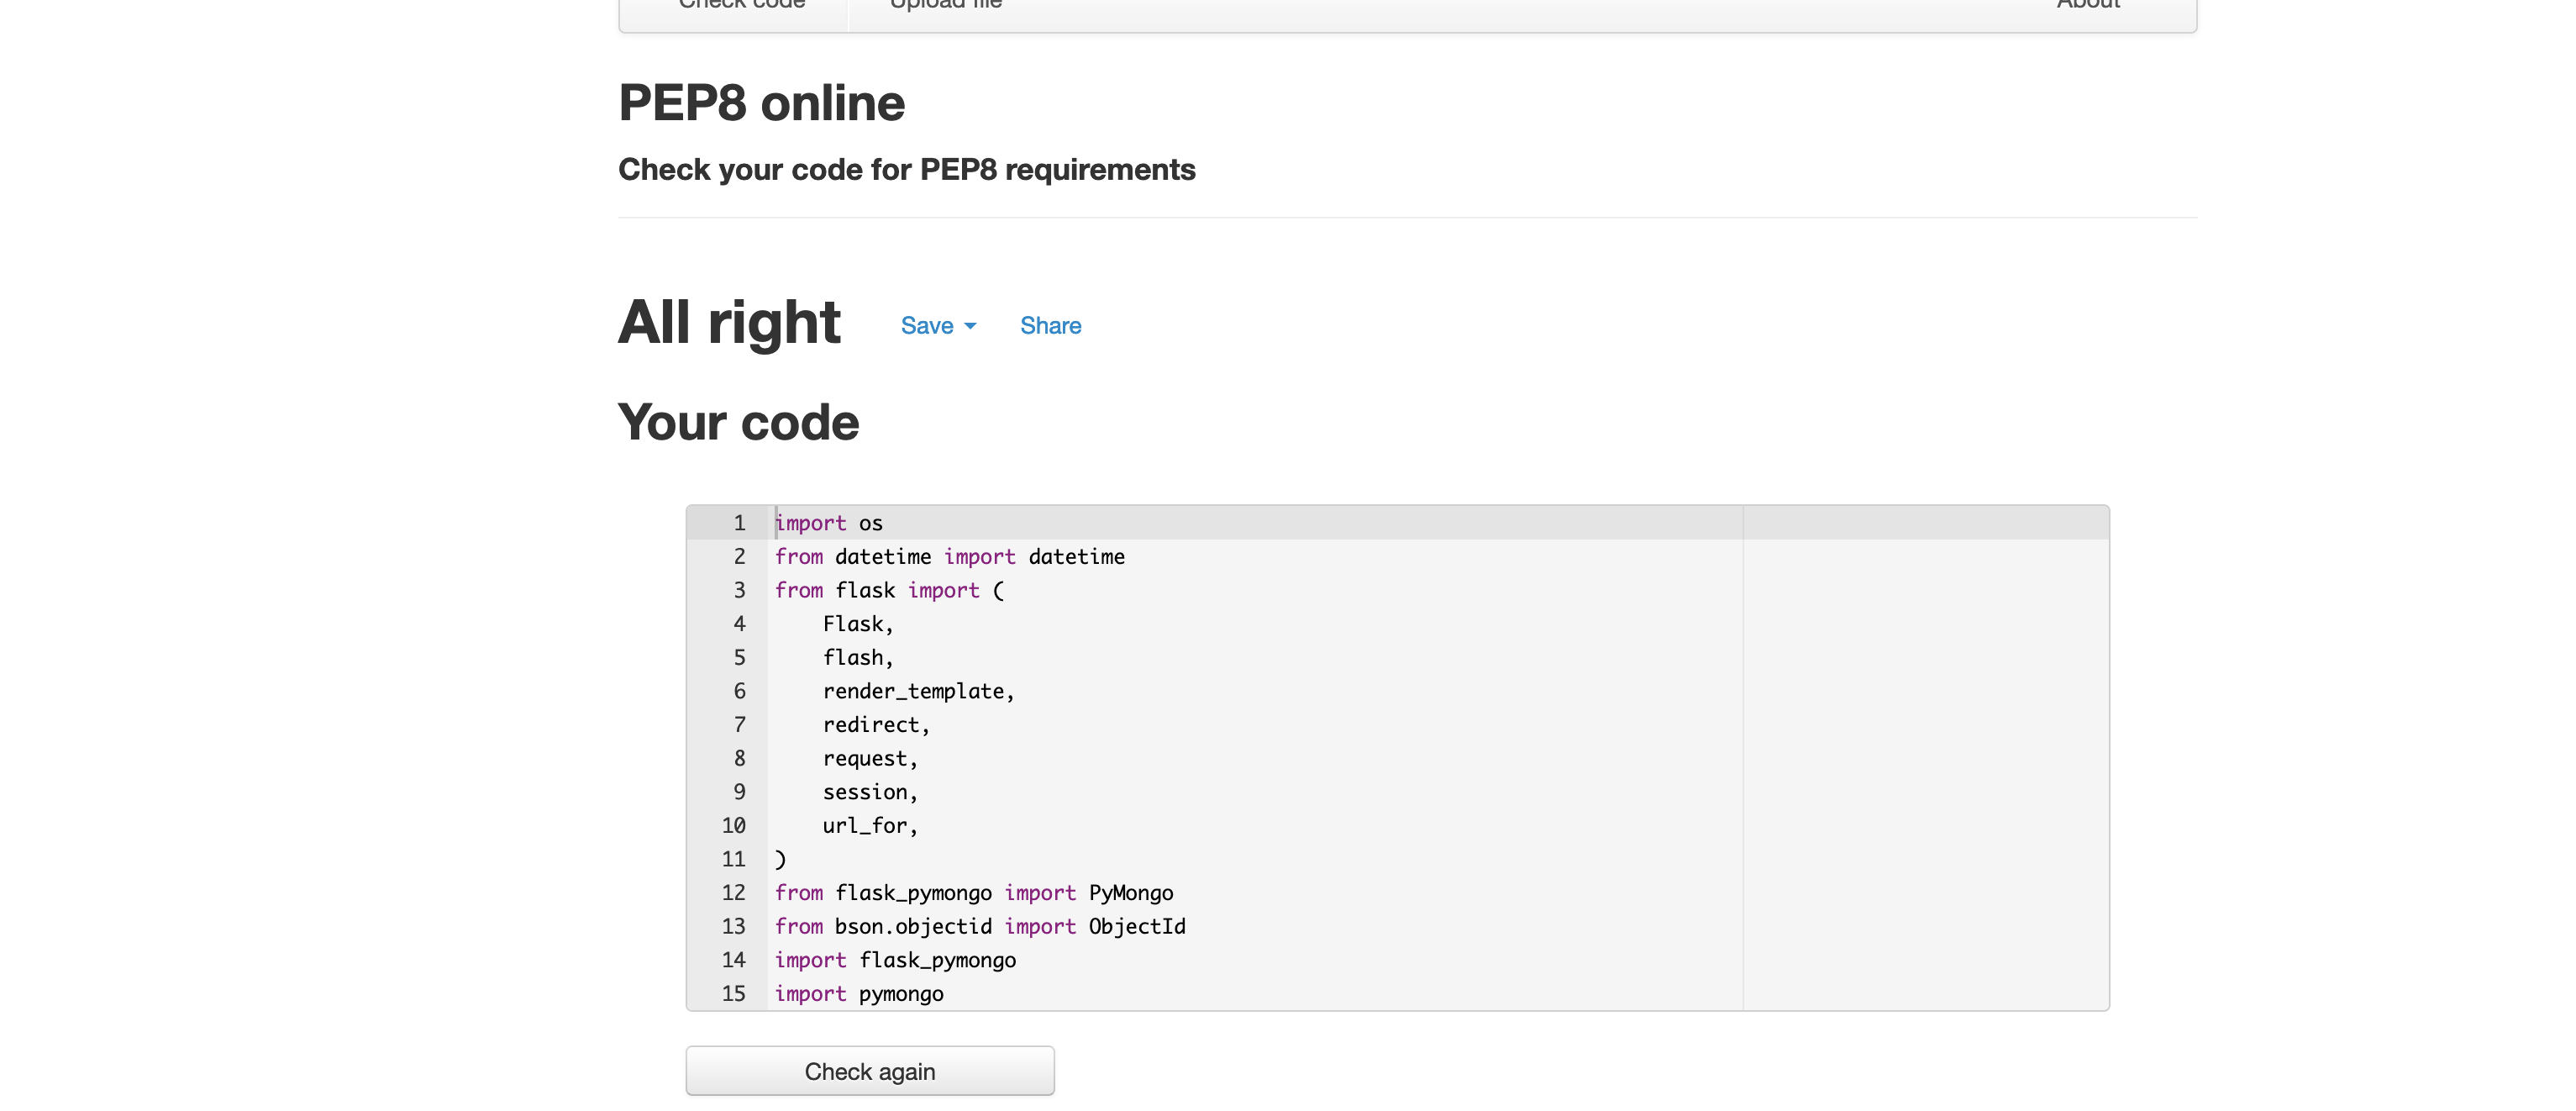 Check code Upload file About
PEP8 online
Check your code for PEP8 requirements
All right Save Share
Your code
1 import os
2 from datetime import datetime
3 from flask import (
4     Flask,
5     flash,
6     render_template,
7     redirect,
8     request,
9     session,
10     url_for,
11 )
12 from flask_pymongo import PyMongo
13 from bson.objectid import ObjectId
14 import flask_pymongo
15 import pymongo
Check again